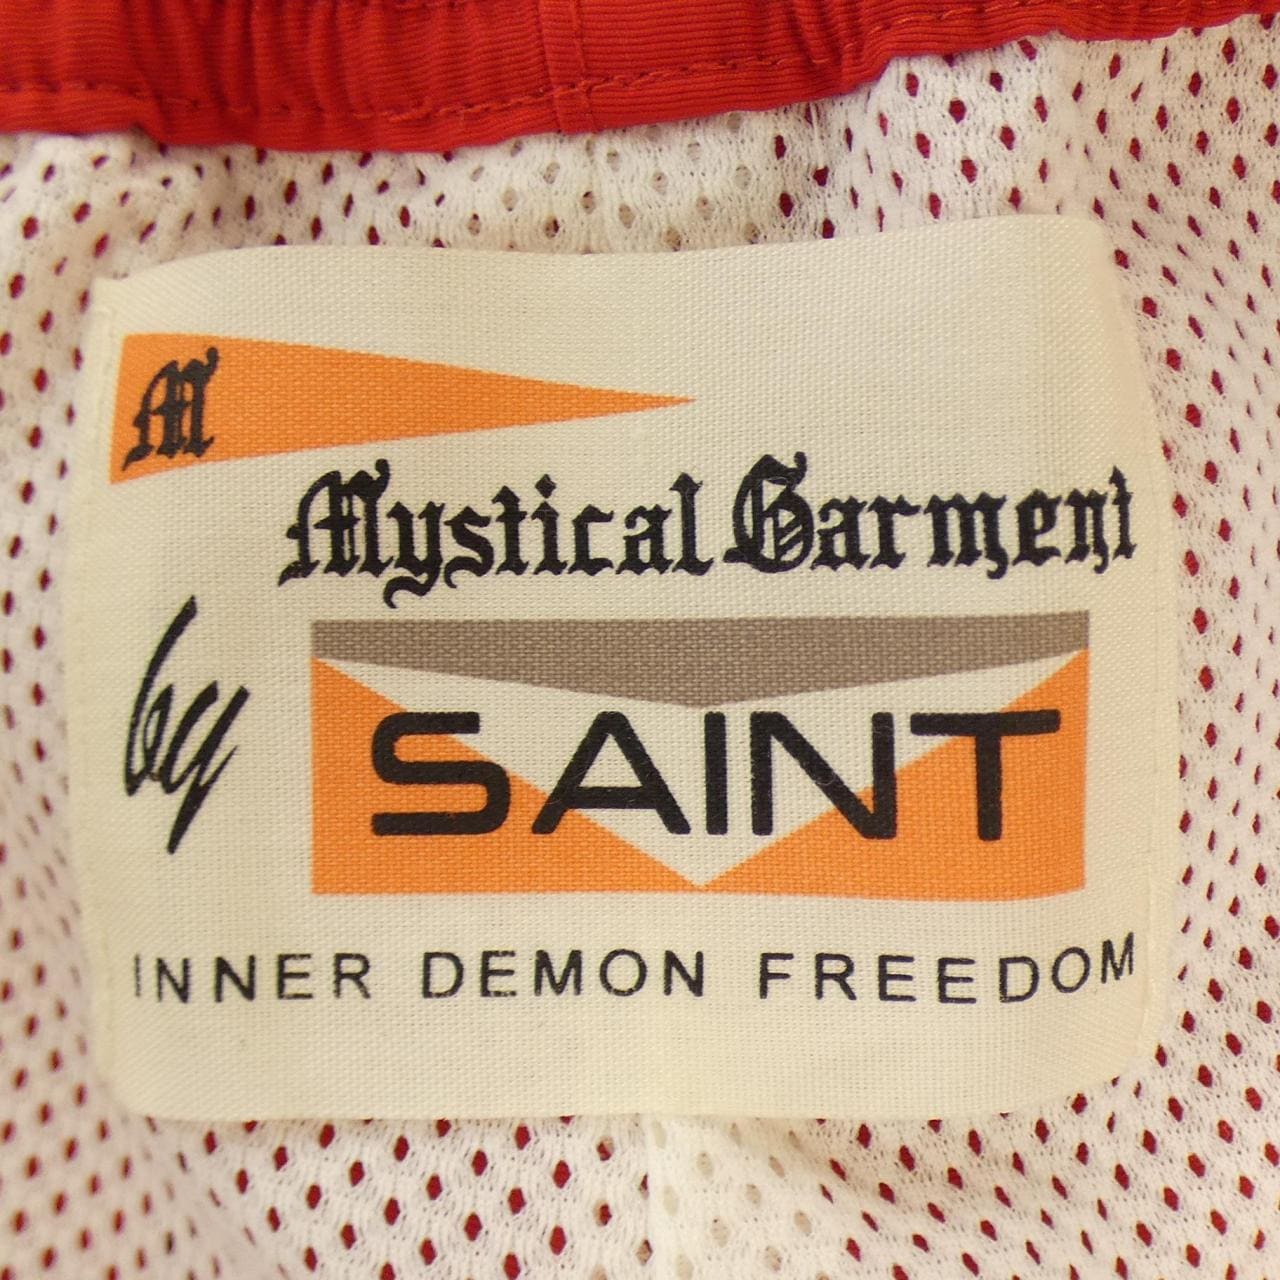 M
Mystical Garment
by
SAINT
INNER DEMON FREEDOM